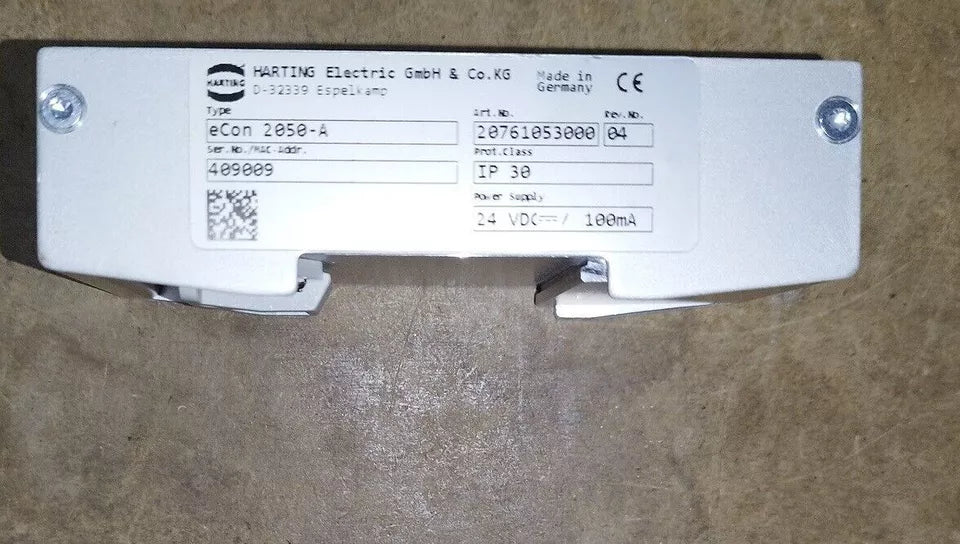 HARTING
HARTING Electric GmbH & Co.KG
D-32339 Espelkamp
Made in
Germany
CE
Type
eCon 2050-A
Art.No.
20761053000
Rev.No.
04
Ser.No./MAC-Addr.
409009
Prot.Class
IP 30
Power Supply
24 VDC⎓/ 100mA